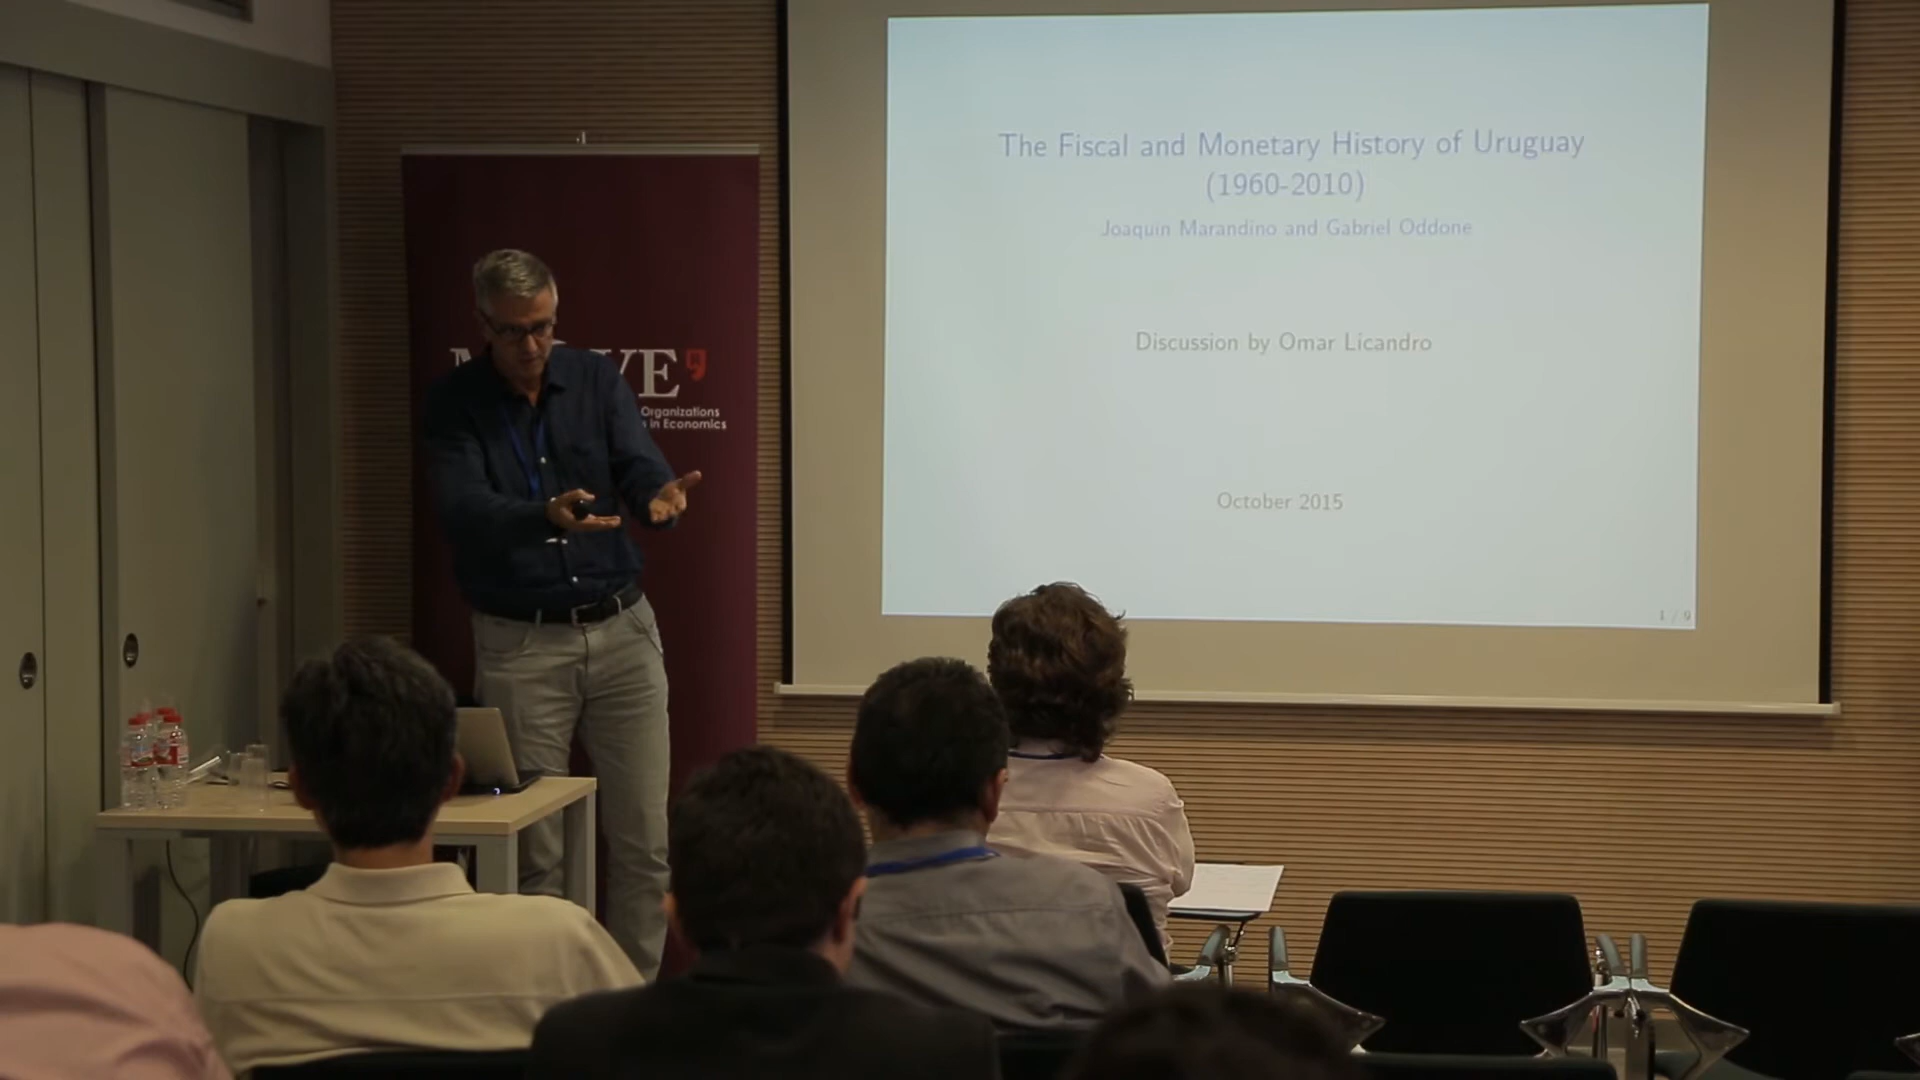 The Fiscal and Monetary History of Uruguay
(1960-2010)
Joaquin Marandino and Gabriel Oddone
Discussion by Omar Licandro
October 2015
1 / 9
VE
Organizations
in Economics